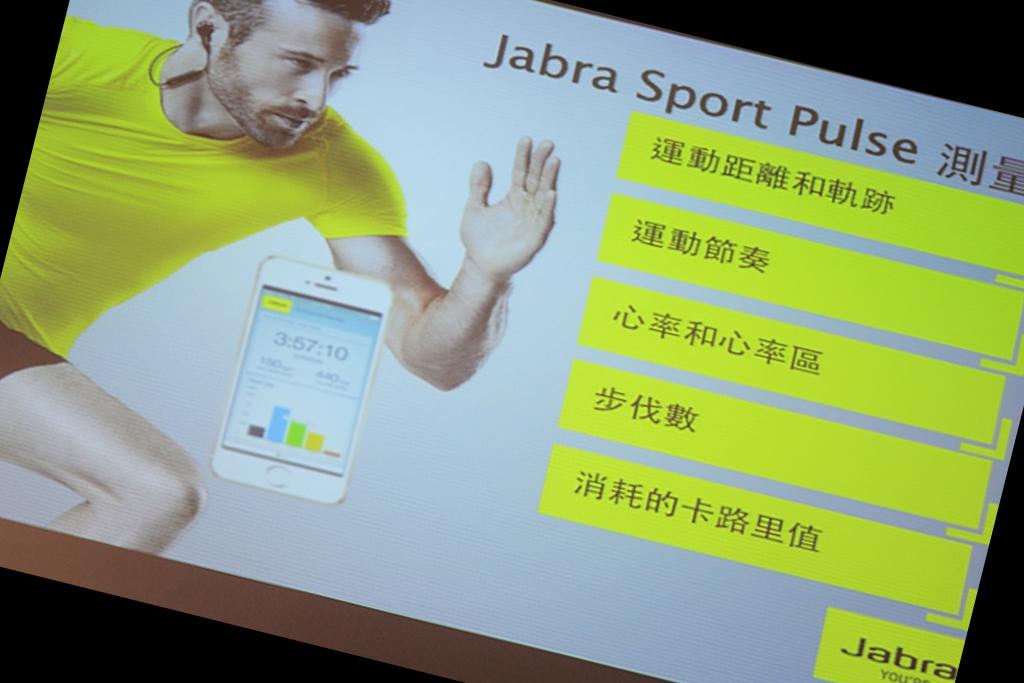 Jabra Sport Pulse 測量
運動距離和軌跡
運動節奏
心率和心率區
步伐數
消耗的卡路里值
3:57:10
150
440
Jabra
YOU'RE